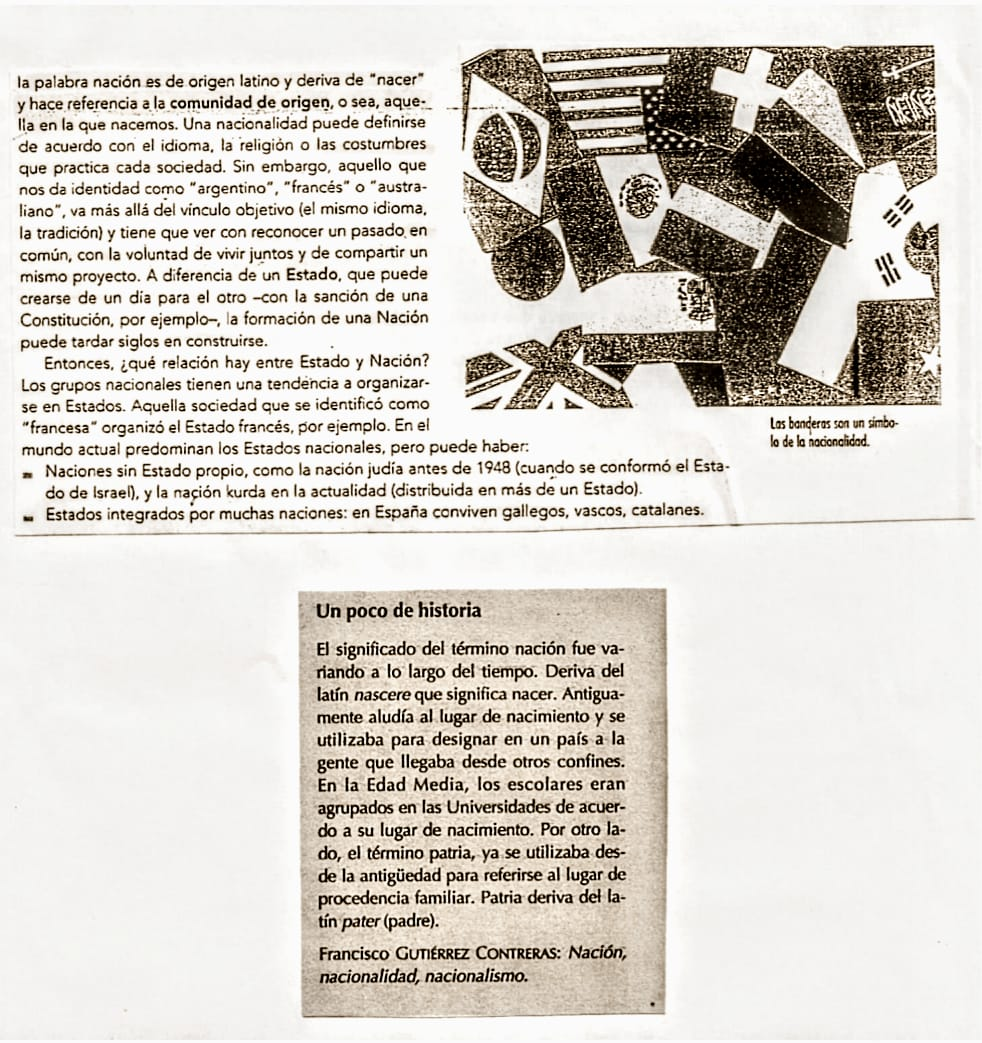 la palabra nación es de origen latino y deriva de "nacer"
y hace referencia a la comunidad de origen, o sea, aque-
lla en la que nacemos. Una nacionalidad puede definirse
de acuerdo con el idioma, la religión o las costumbres
que practica cada sociedad. Sin embargo, aquello que
nos da identidad como "argentino", "francés" o "austra-
liano", va más allá del vínculo objetivo (el mismo idioma,
la tradición) y tiene que ver con reconocer un pasado en
común, con la voluntad de vivir juntos y de compartir un
mismo proyecto. A diferencia de un Estado, que puede
crearse de un día para el otro –con la sanción de una
Constitución, por ejemplo–, la formación de una Nación
puede tardar siglos en construirse.
Entonces, ¿qué relación hay entre Estado y Nación?
Los grupos nacionales tienen una tendencia a organizar-
se en Estados. Aquella sociedad que se identificó como
"francesa" organizó el Estado francés, por ejemplo. En el
mundo actual predominan los Estados nacionales, pero puede haber:
Naciones sin Estado propio, como la nación judía antes de 1948 (cuando se conformó el Esta-
do de Israel), y la nación kurda en la actualidad (distribuida en más de un Estado).
Estados integrados por muchas naciones: en España conviven gallegos, vascos, catalanes.
Las banderas son un símbo-
lo de la nacionalidad.
Un poco de historia
El significado del término nación fue va-
riando a lo largo del tiempo. Deriva del
latín nascere que significa nacer. Antigua-
mente aludía al lugar de nacimiento y se
utilizaba para designar en un país a la
gente que llegaba desde otros confines.
En la Edad Media, los escolares eran
agrupados en las Universidades de acuer-
do a su lugar de nacimiento. Por otro la-
do, el término patria, ya se utilizaba des-
de la antigüedad para referirse al lugar de
procedencia familiar. Patria deriva del la-
tín pater (padre).
Francisco GUTIÉRREZ CONTRERAS: Nación,
nacionalidad, nacionalismo.